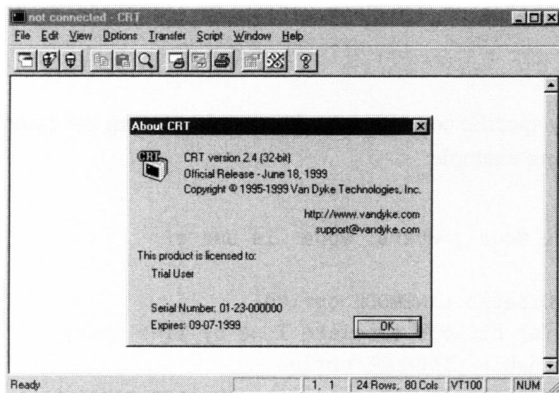 not connected - CRT
File Edit View Options Transfer Script Window Help
About CRT
CRT
CRT version 2.4 (32-bit)
Official Release - June 18, 1999
Copyright © 1995-1999 Van Dyke Technologies, Inc.
http://www.vandyke.com
support@vandyke.com
This product is licensed to:
Trial User
Serial Number: 01-23-000000
Expires: 09-07-1999
OK
Ready 1, 1 24 Rows, 80 Cols VT100 NUM